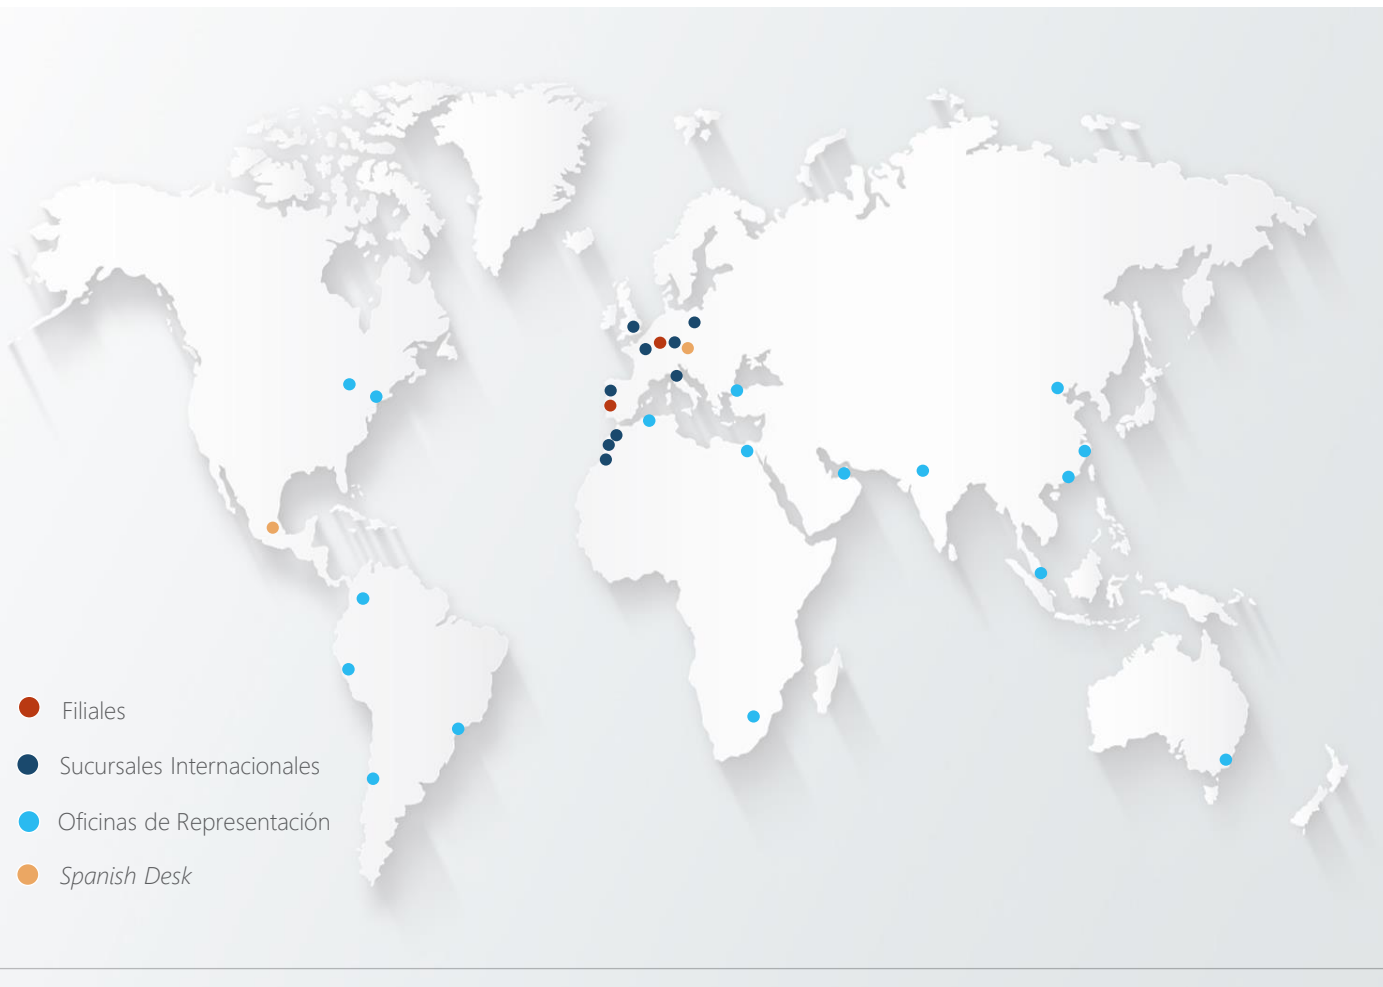 Filiales
Sucursales Internacionales
Oficinas de Representación
Spanish Desk